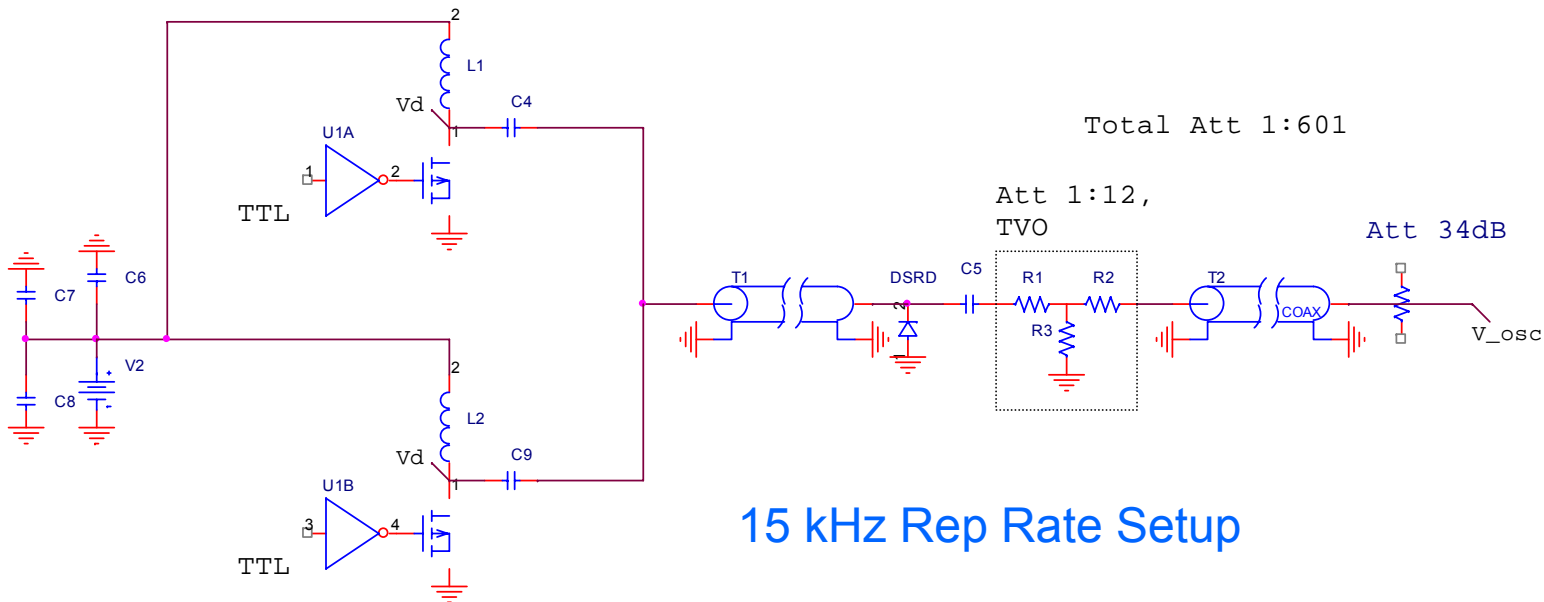 2
L1
Vd
C4
1
U1A
1
2
TTL
Total Att 1:601
Att 1:12,
TVO
Att 34dB
C7
C6
T1
DSRD
C5
R1
R2
T2
2
R3
COAX
1
V_osc
C8
V2
+
-
2
L2
Vd
C9
1
U1B
3
4
TTL
15 kHz Rep Rate Setup